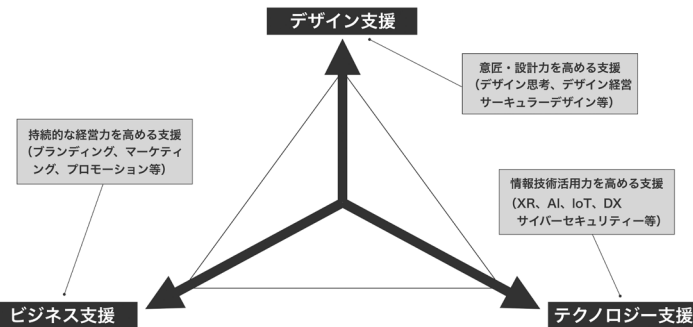 デザイン支援
意匠・設計力を高める支援
（デザイン思考、デザイン経営
サーキュラーデザイン等）
持続的な経営力を高める支援
（ブランディング、マーケティ
ング、プロモーション等）
情報技術活用力を高める支援
（XR、AI、IoT、DX
サイバーセキュリティー等）
ビジネス支援
テクノロジー支援